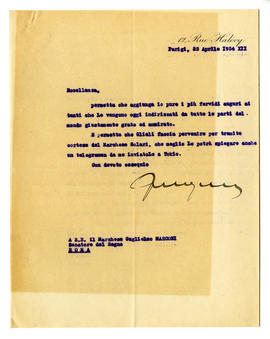 12, Rue Halévy
Parigi, 25 Aprile 1934 XII
Eccellenza,
permetta che aggiunga io pure i più fervidi auguri ai
tanti che Le vengono oggi indirizzati da tutte le parti del
mondo giustamente grato ed ammirato.
E permetta che Glieli faccia pervenire per tramite
cortese del Marchese Solari, che meglio Le potrà spiegare anche
un telegramma da me inviatoLe a Tokio.
Con devoto ossequio
A S.E. il Marchese Guglielmo MARCONI
Senatore del Regno
ROMA